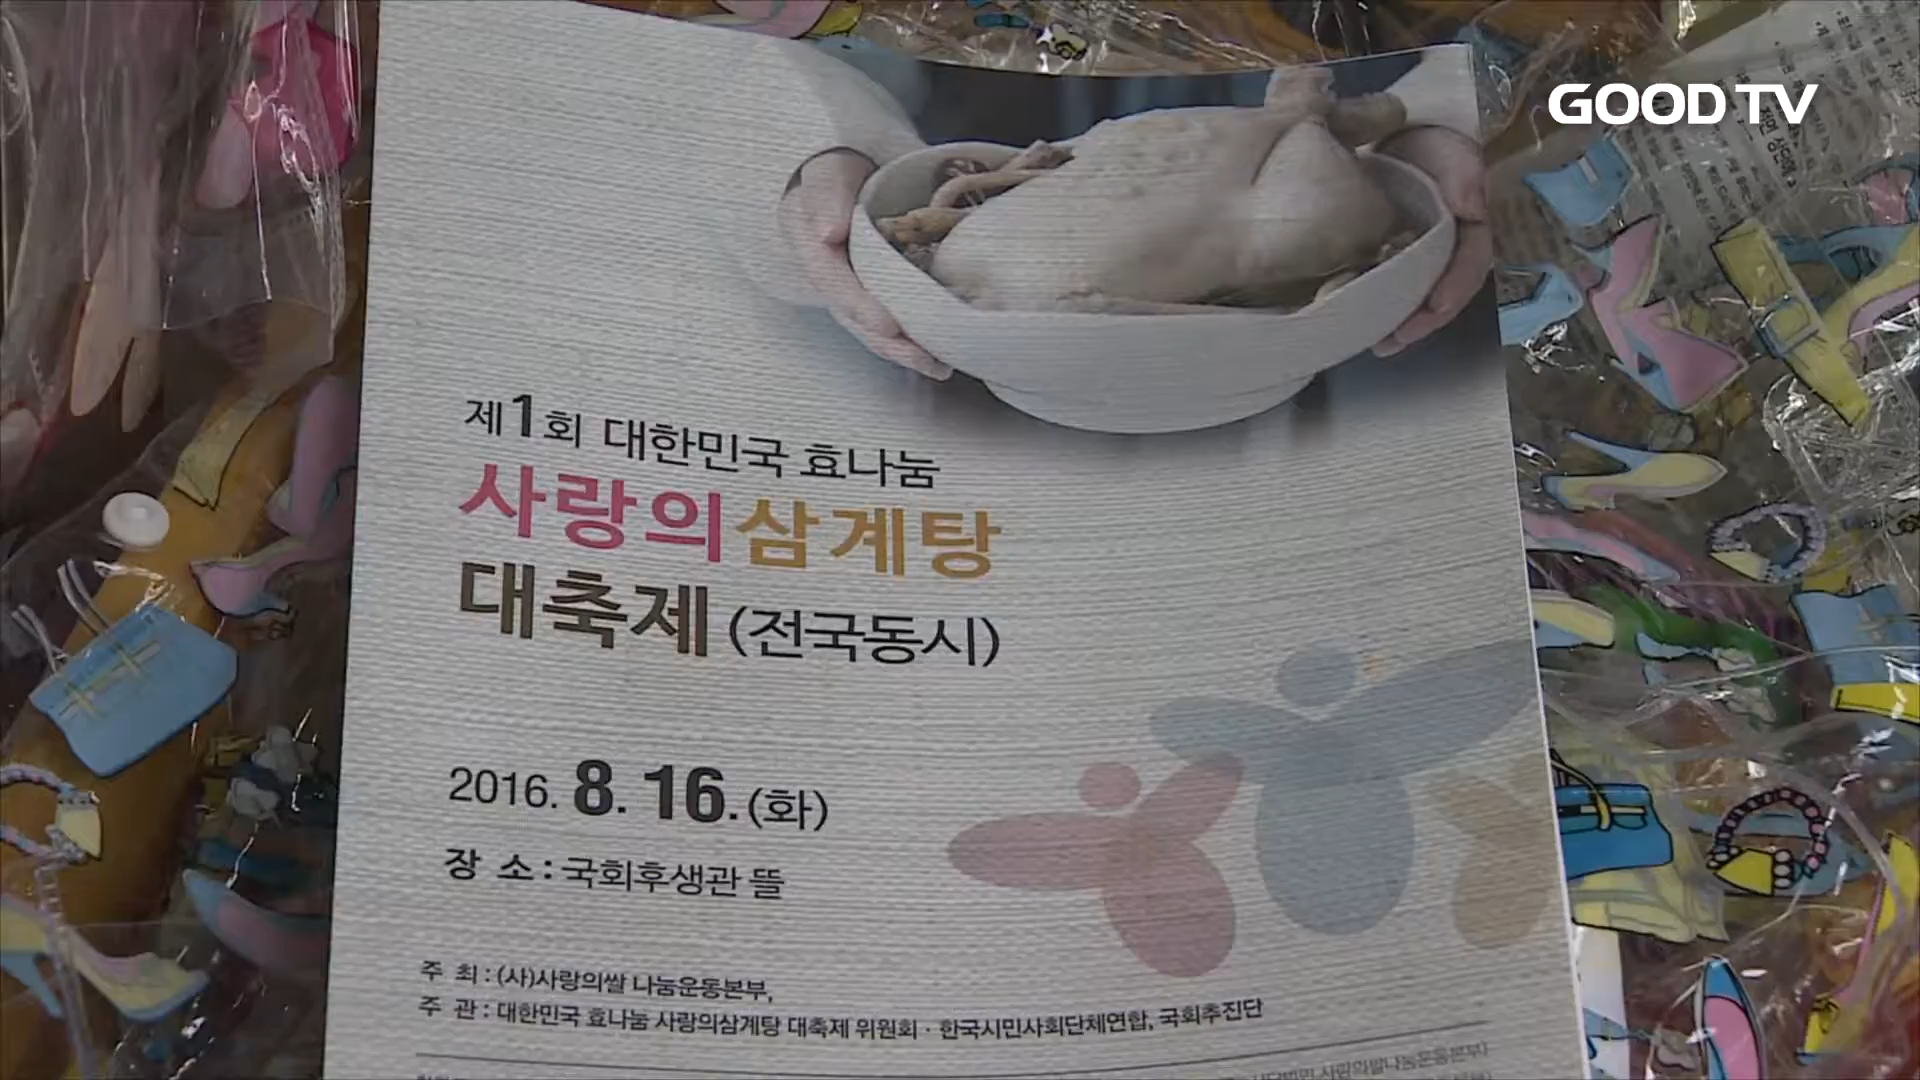 GOOD TV
제1회 대한민국 효나눔
사랑의삼계탕
대축제 (전국동시)
2016. 8. 16.(화)
장 소 : 국회후생관 뜰
주 최 : (사)사랑의쌀 나눔운동본부,
주 관 : 대한민국 효나눔 사랑의삼계탕 대축제 위원회 · 한국시민사회단체연합, 국회추진단